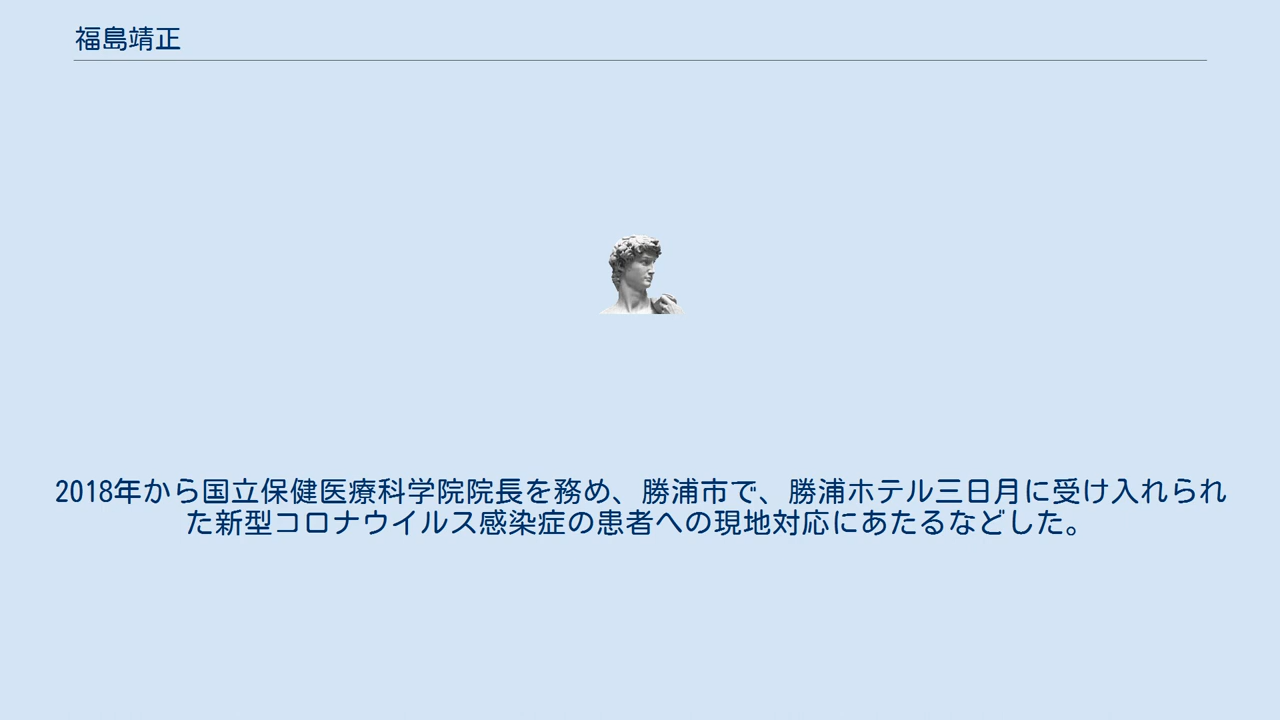 福島靖正
2018年から国立保健医療科学院院長を務め、勝浦市で、勝浦ホテル三日月に受け入れられ
た新型コロナウイルス感染症の患者への現地対応にあたるなどした。